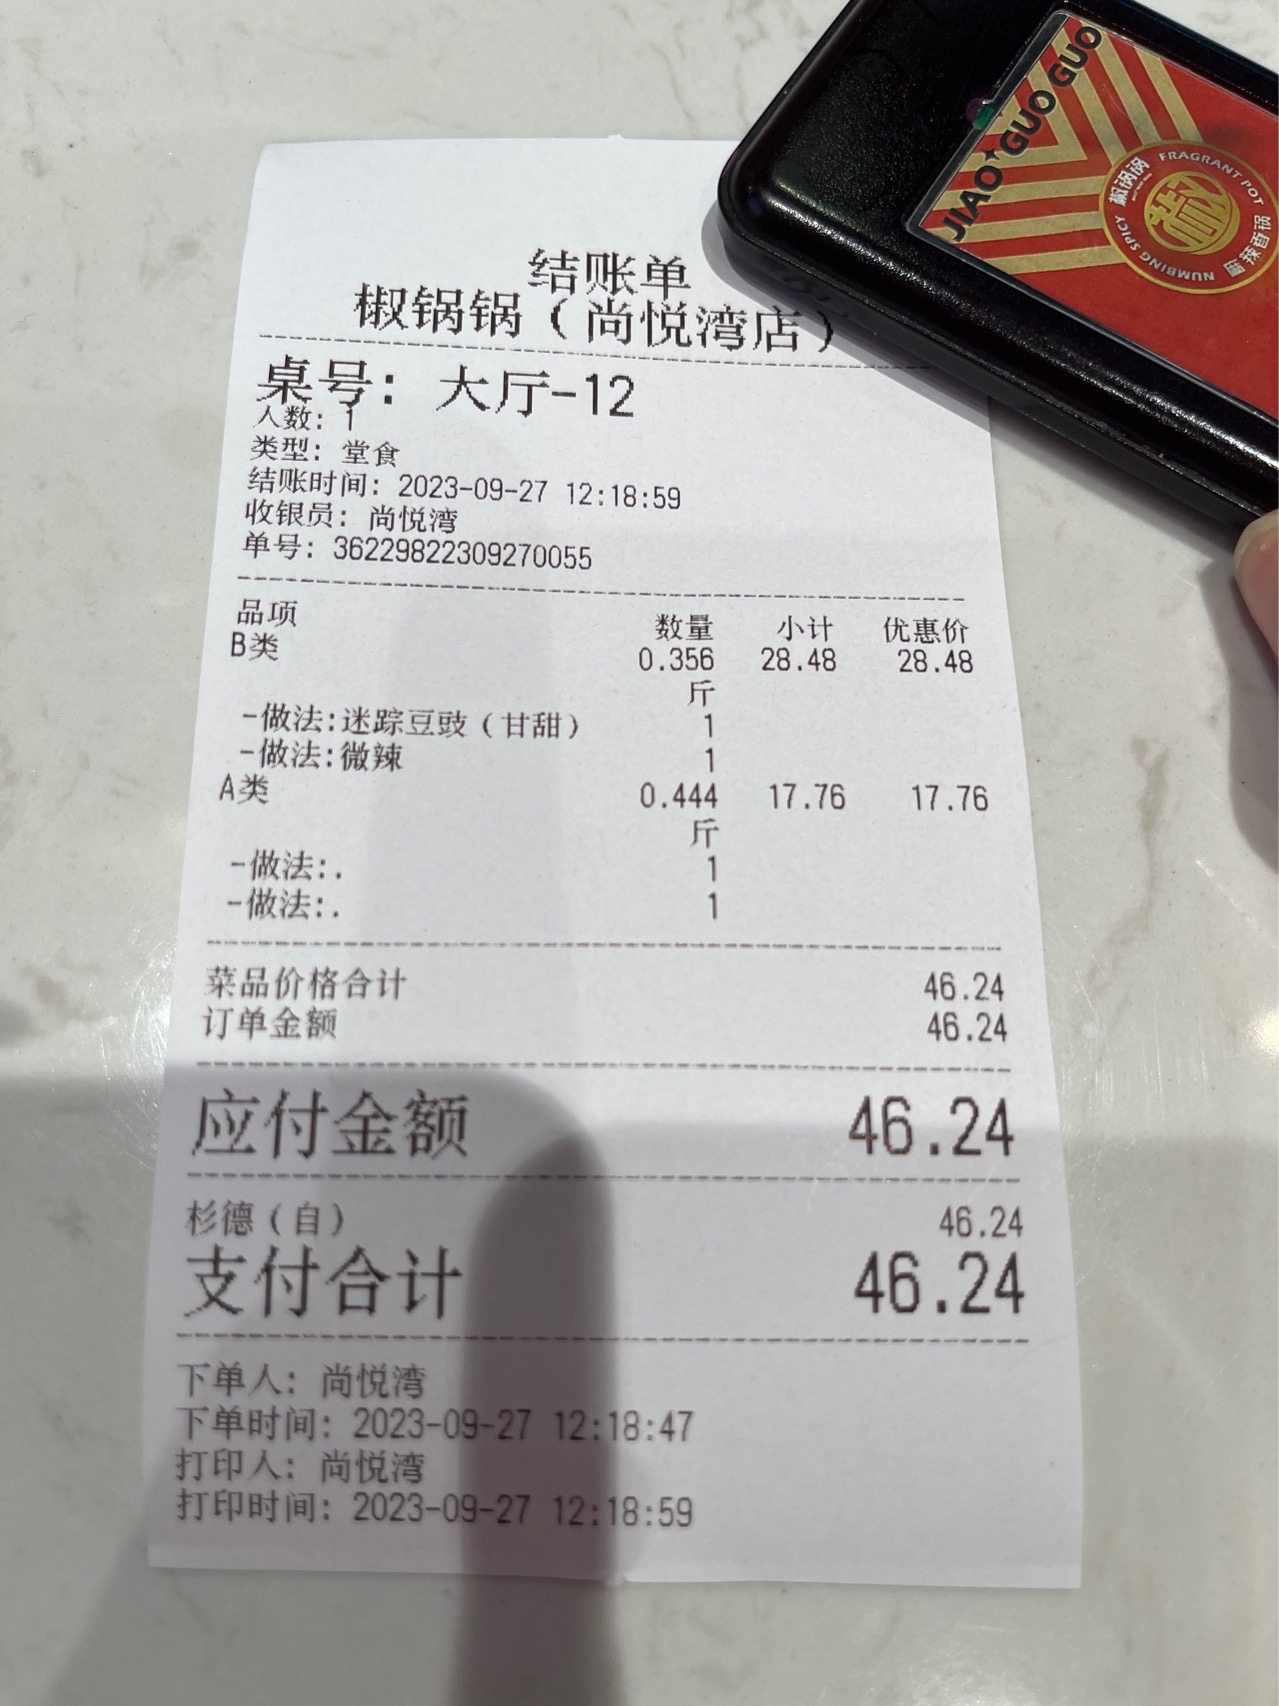 结账单
椒锅锅（尚悦湾店）
桌号: 大厅-12
人数: 1
类型: 堂食
结账时间: 2023-09-27 12:18:59
收银员: 尚悦湾
单号: 36229822309270055
品项 数量 小计 优惠价
B类 0.356 28.48 28.48
斤
-做法:迷踪豆豉（甘甜） 1
-做法:微辣 1
A类 0.444 17.76 17.76
斤
-做法:. 1
-做法:. 1
菜品价格合计 46.24
订单金额 46.24
应付金额 46.24
杉德（自） 46.24
支付合计 46.24
下单人: 尚悦湾
下单时间: 2023-09-27 12:18:47
打印人: 尚悦湾
打印时间: 2023-09-27 12:18:59
JIAO GUO GUO
椒锅锅 FRAGRANT POT
NUMBING SPICY 麻辣香锅
椒